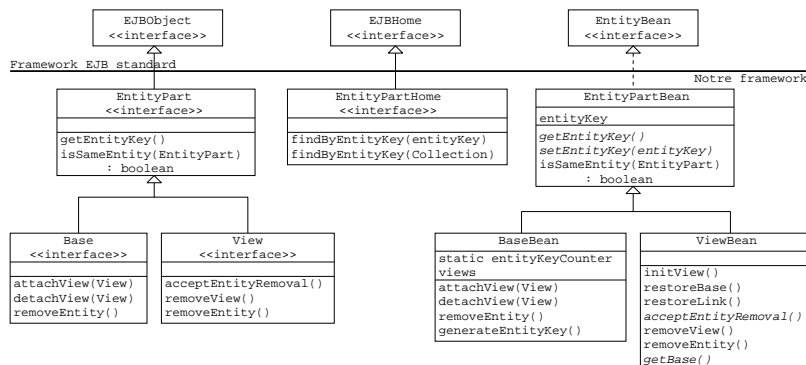 EJBObject
<<interface>>
EJBHome
<<interface>>
EntityBean
<<interface>>
Framework EJB standard
Notre framework
EntityPart
<<interface>>
getEntityKey()
isSameEntity(EntityPart)
: boolean
EntityPartHome
<<interface>>
findByEntityKey(entityKey)
findByEntityKey(Collection)
EntityPartBean
entityKey
getEntityKey()
setEntityKey(entityKey)
isSameEntity(EntityPart)
: boolean
Base
<<interface>>
attachView(View)
detachView(View)
removeEntity()
View
<<interface>>
acceptEntityRemoval()
removeView()
removeEntity()
BaseBean
static entityKeyCounter
views
attachView(View)
detachView(View)
removeEntity()
generateEntityKey()
ViewBean
initView()
restoreBase()
restoreLink()
acceptEntityRemoval()
removeView()
removeEntity()
getBase()